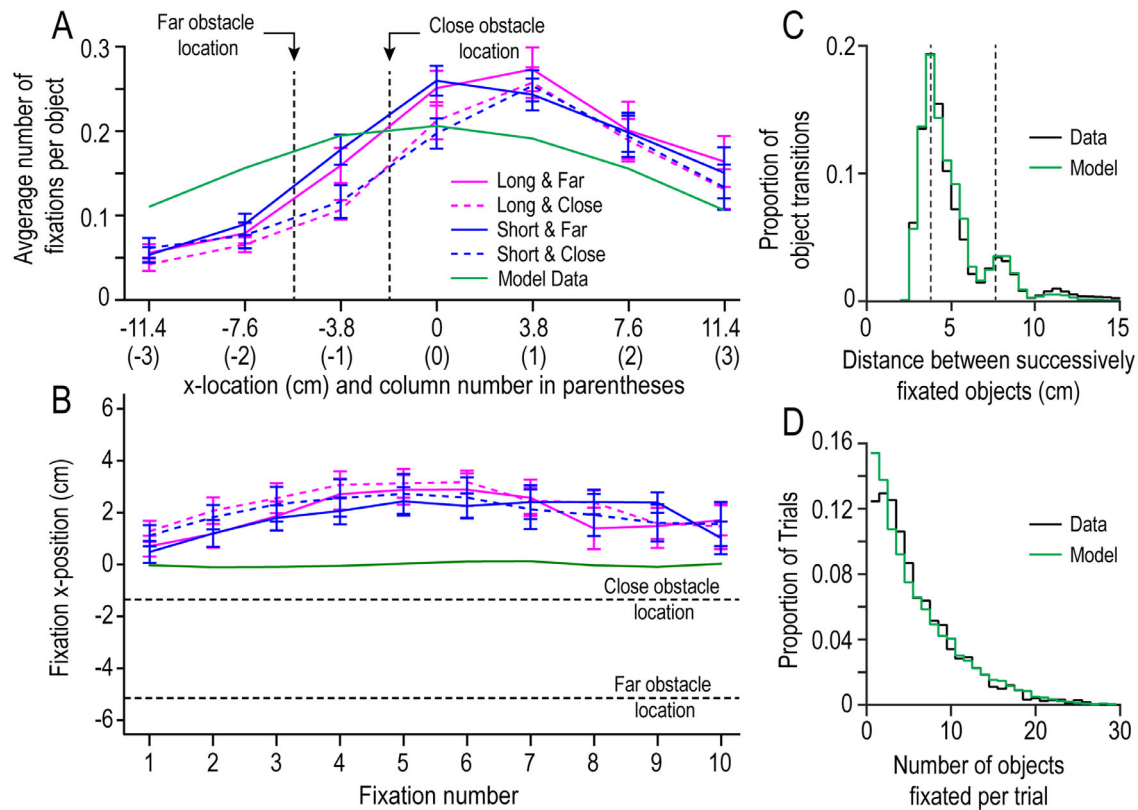 A
Far obstacle
location
Close obstacle
location
Avgerage number of
fixations per object
0.3
0.2
0.1
0
Long & Far
Long & Close
Short & Far
Short & Close
Model Data
-11.4 -7.6 -3.8 0 3.8 7.6 11.4
(-3) (-2) (-1) (0) (1) (2) (3)
x-location (cm) and column number in parentheses
B
Fixation x-position (cm)
6
4
2
0
-2
-4
-6
Close obstacle
location
Far obstacle
location
1 2 3 4 5 6 7 8 9 10
Fixation number
C
Proportion of
object transitions
0.2
0.1
0
Data
Model
0 5 10 15
Distance between successively
fixated objects (cm)
D
Proportion of Trials
0.16
0.12
0.08
0.04
0
Data
Model
0 10 20 30
Number of objects
fixated per trial